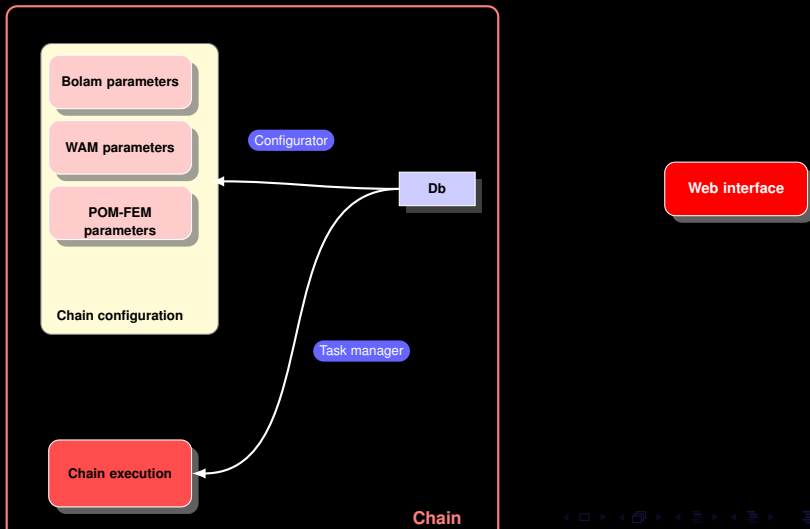 Bolam parameters
Configurator
WAM parameters
Db
Web interface
POM-FEM
parameters
Chain configuration
Task manager
Chain execution
Chain